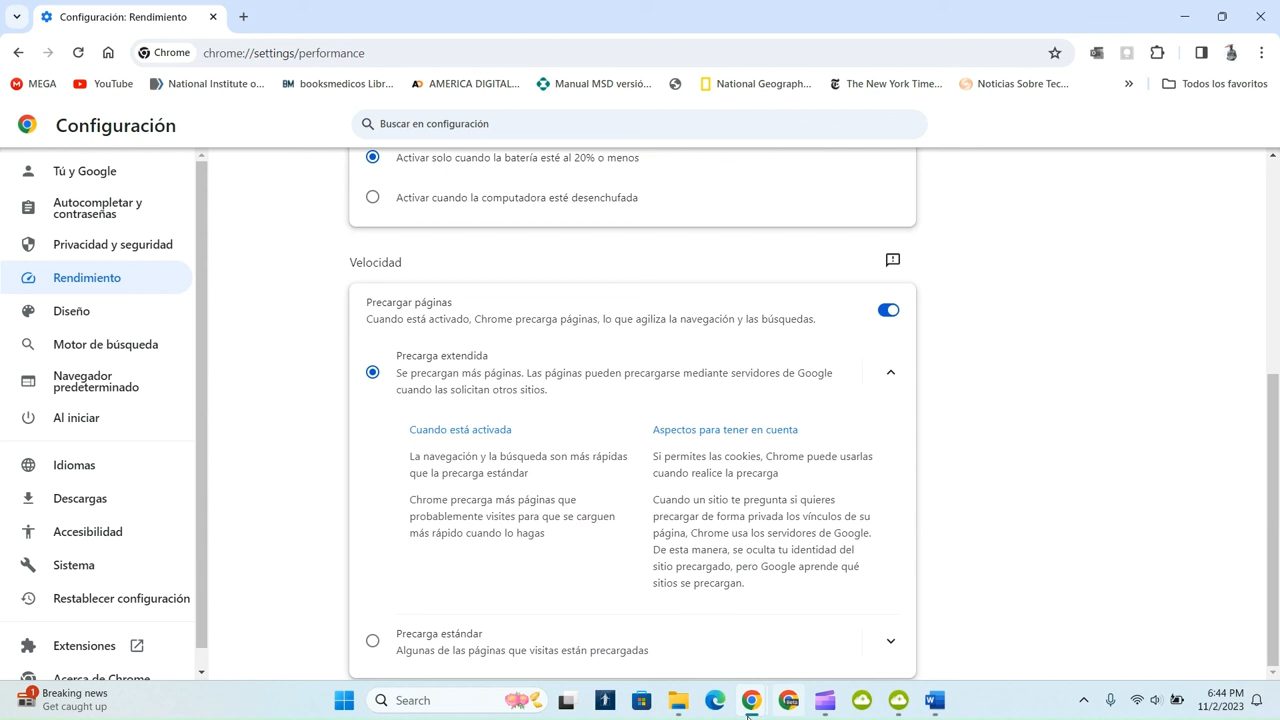 Configuración: Rendimiento
Chrome
chrome://settings/performance
MEGA
YouTube
National Institute o...
booksmedicos Libr...
AMERICA DIGITAL...
Manual MSD versió...
National Geograph...
The New York Time...
Noticias Sobre Tec...
Todos los favoritos
Configuración
Buscar en configuración
Tú y Google
Autocompletar y
contraseñas
Privacidad y seguridad
Rendimiento
Diseño
Motor de búsqueda
Navegador
predeterminado
Al iniciar
Idiomas
Descargas
Accesibilidad
Sistema
Restablecer configuración
Extensiones
Acerca de Chrome
Activar solo cuando la batería esté al 20% o menos
Activar cuando la computadora esté desenchufada
Velocidad
Precargar páginas
Cuando está activado, Chrome precarga páginas, lo que agiliza la navegación y las búsquedas.
Precarga extendida
Se precargan más páginas. Las páginas pueden precargarse mediante servidores de Google
cuando las solicitan otros sitios.
Cuando está activada
La navegación y la búsqueda son más rápidas
que la precarga estándar
Chrome precarga más páginas que
probablemente visites para que se carguen
más rápido cuando lo hagas
Aspectos para tener en cuenta
Si permites las cookies, Chrome puede usarlas
cuando realice la precarga
Cuando un sitio te pregunta si quieres
precargar de forma privada los vínculos de su
página, Chrome usa los servidores de Google.
De esta manera, se oculta tu identidad del
sitio precargado, pero Google aprende qué
sitios se precargan.
Precarga estándar
Algunas de las páginas que visitas están precargadas
1
Breaking news
Get caught up
Search
Beta
6:44 PM
11/2/2023